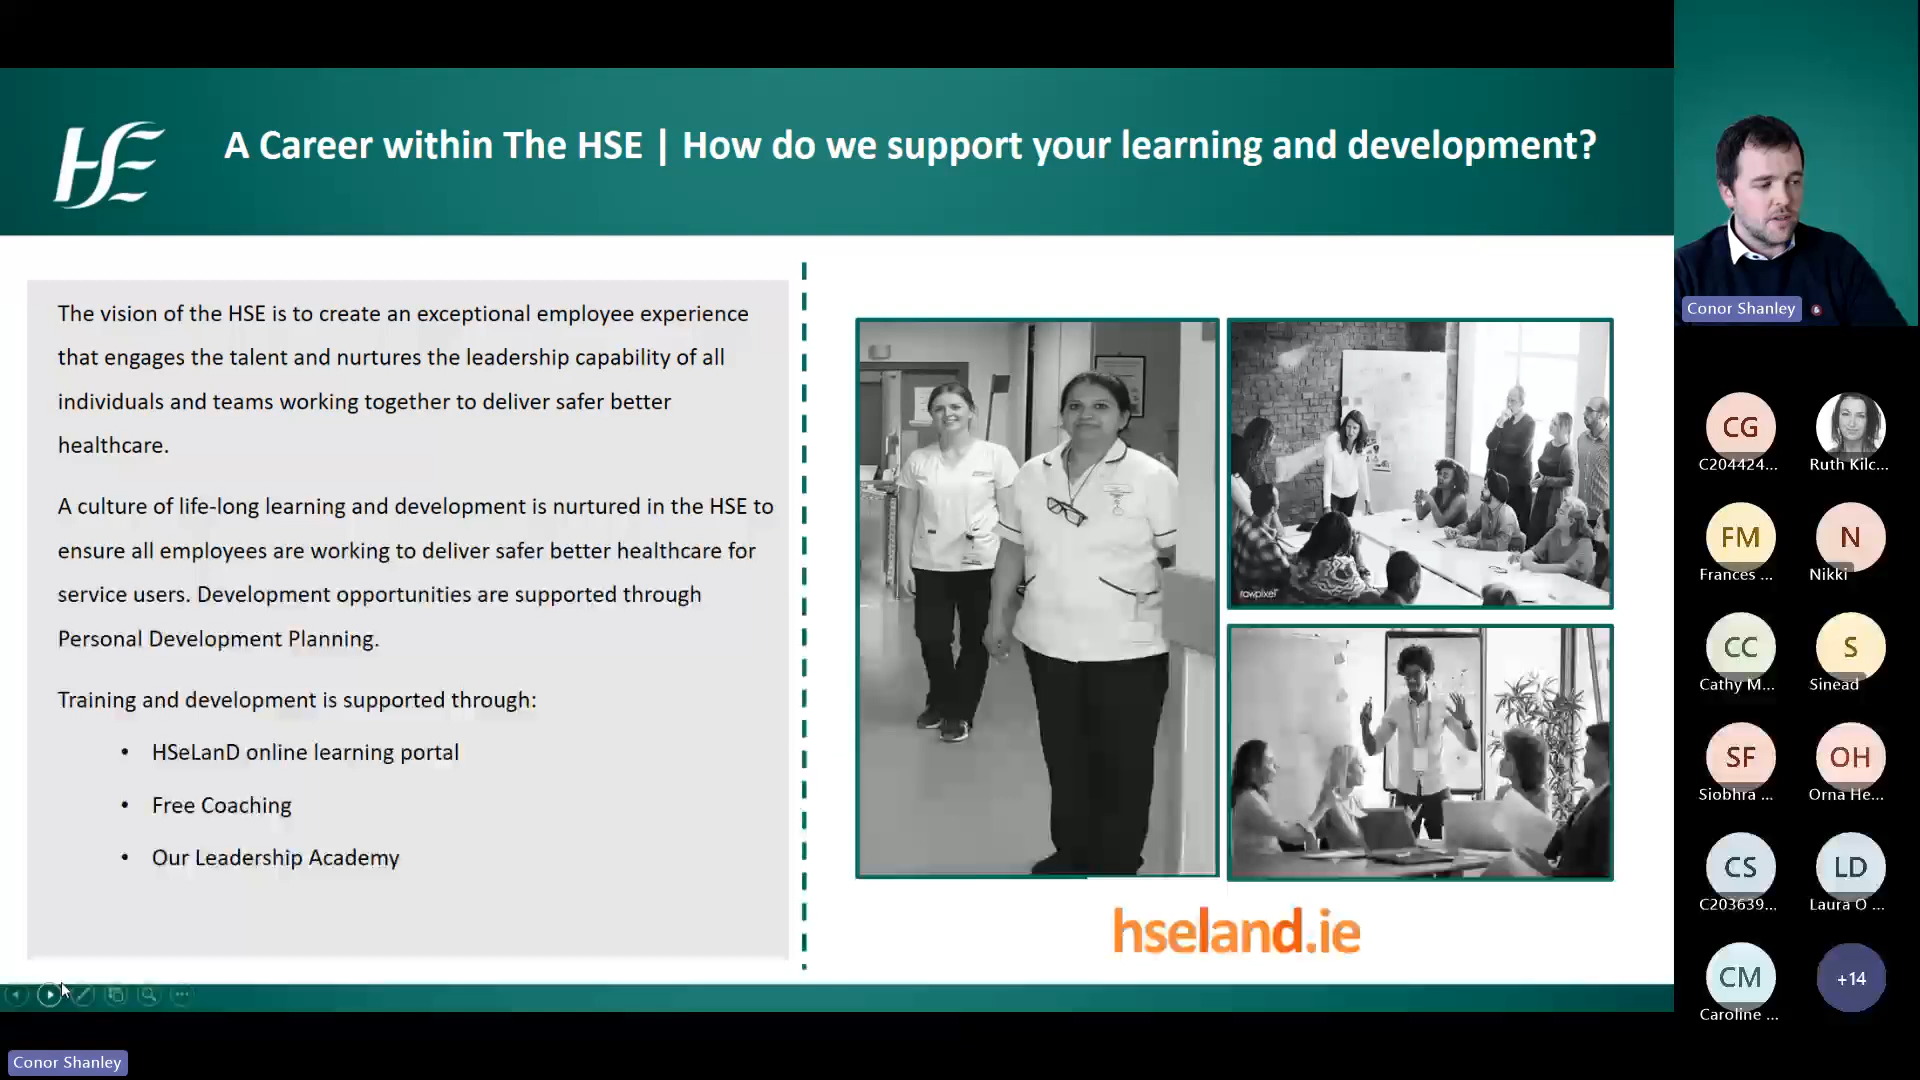 HSE
A Career within The HSE | How do we support your learning and development?
The vision of the HSE is to create an exceptional employee experience
that engages the talent and nurtures the leadership capability of all
individuals and teams working together to deliver safer better
healthcare.
A culture of life-long learning and development is nurtured in the HSE to
ensure all employees are working to deliver safer better healthcare for
service users. Development opportunities are supported through
Personal Development Planning.
Training and development is supported through:
• HSeLanD online learning portal
• Free Coaching
• Our Leadership Academy
rawpixel
hseland.ie
Conor Shanley
CG
C204424...
Ruth Kilc...
FM
Frances ...
N
Nikki
CC
Cathy M...
S
Sinead
SF
Siobhra ...
OH
Orna He...
CS
C203639...
LD
Laura O ...
CM
Caroline ...
+14
Conor Shanley